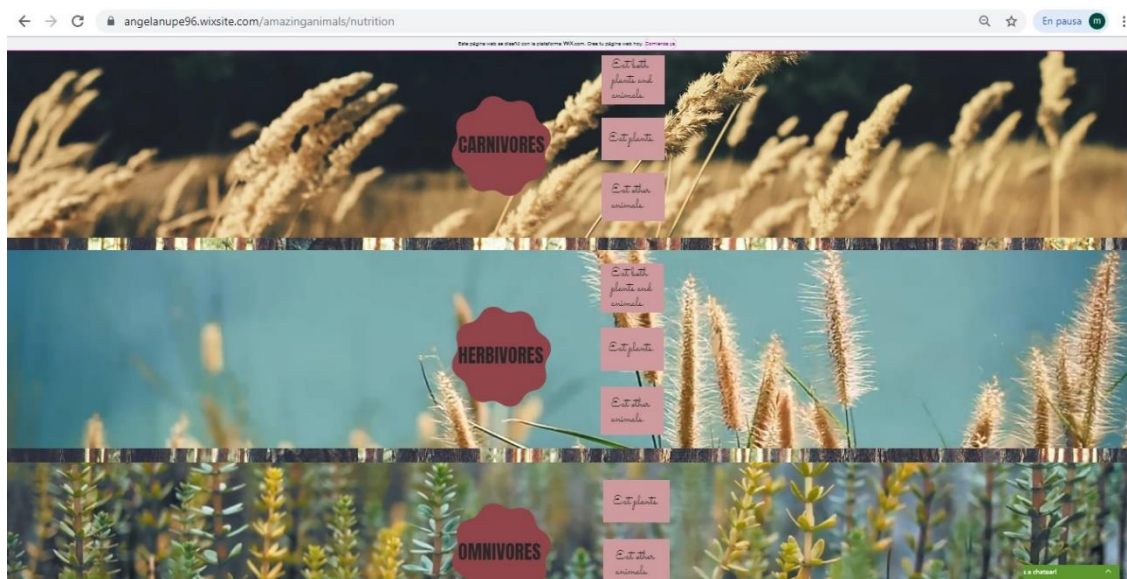 angelanupe96.wixsite.com/amazinganimals/nutrition
En pausa
m
Esta página web se diseñó con la plataforma WiX.com. Crea tu página web hoy. Comienza ya
CARNIVORES
Eat both
plants and
animals.
Eat plants.
Eat other
animals.
HERBIVORES
Eat both
plants and
animals
Eat plants.
Eat other
animals.
OMNIVORES
Eat plants.
Eat other
animals.
a chatear!